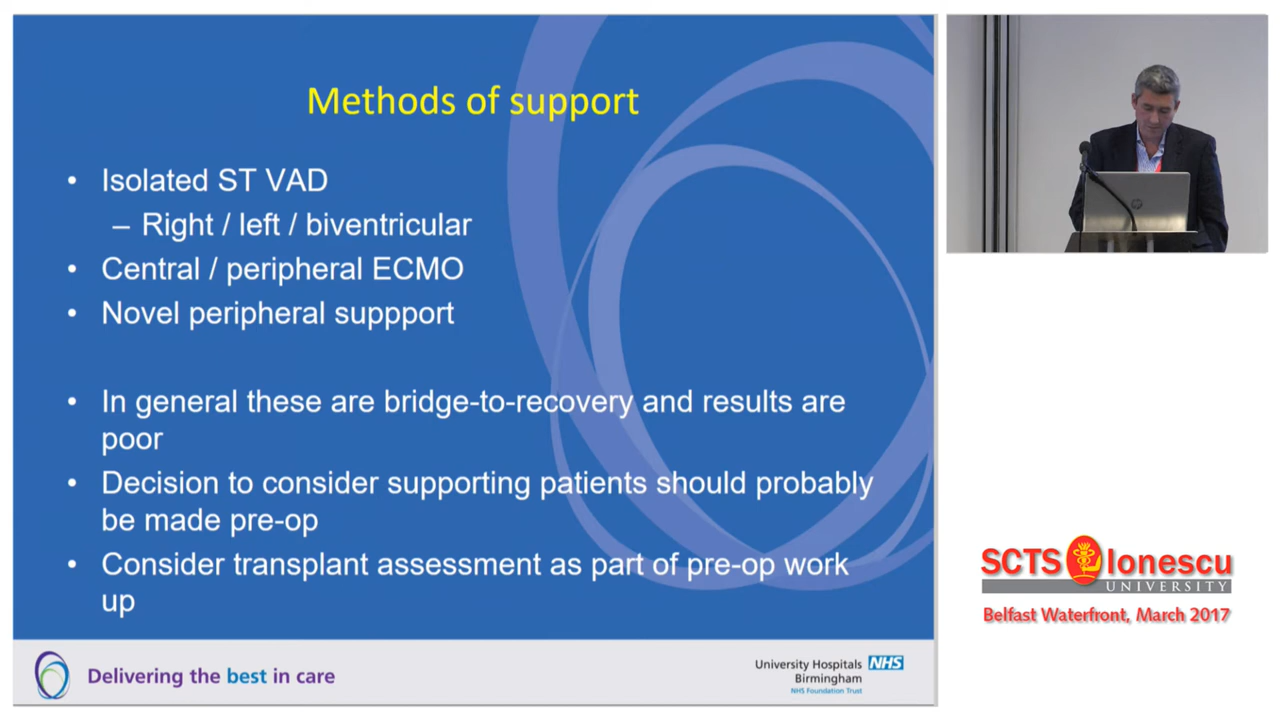 Methods of support
• Isolated ST VAD
– Right / left / biventricular
• Central / peripheral ECMO
• Novel peripheral suppport
• In general these are bridge-to-recovery and results are
poor
• Decision to consider supporting patients should probably
be made pre-op
• Consider transplant assessment as part of pre-op work
up
Delivering the best in care
University Hospitals NHS
Birmingham
NHS Foundation Trust
SCTS Ionescu
UNIVERSITY
Belfast Waterfront, March 2017